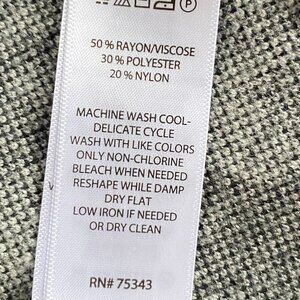 P
50% RAYON/VISCOSE
30% POLYESTER
20% NYLON
MACHINE WASH COOL-
DELICATE CYCLE
WASH WITH LIKE COLORS
ONLY NON-CHLORINE
BLEACH WHEN NEEDED
RESHAPE WHILE DAMP
DRY FLAT
LOW IRON IF NEEDED
OR DRY CLEAN
RN# 75343